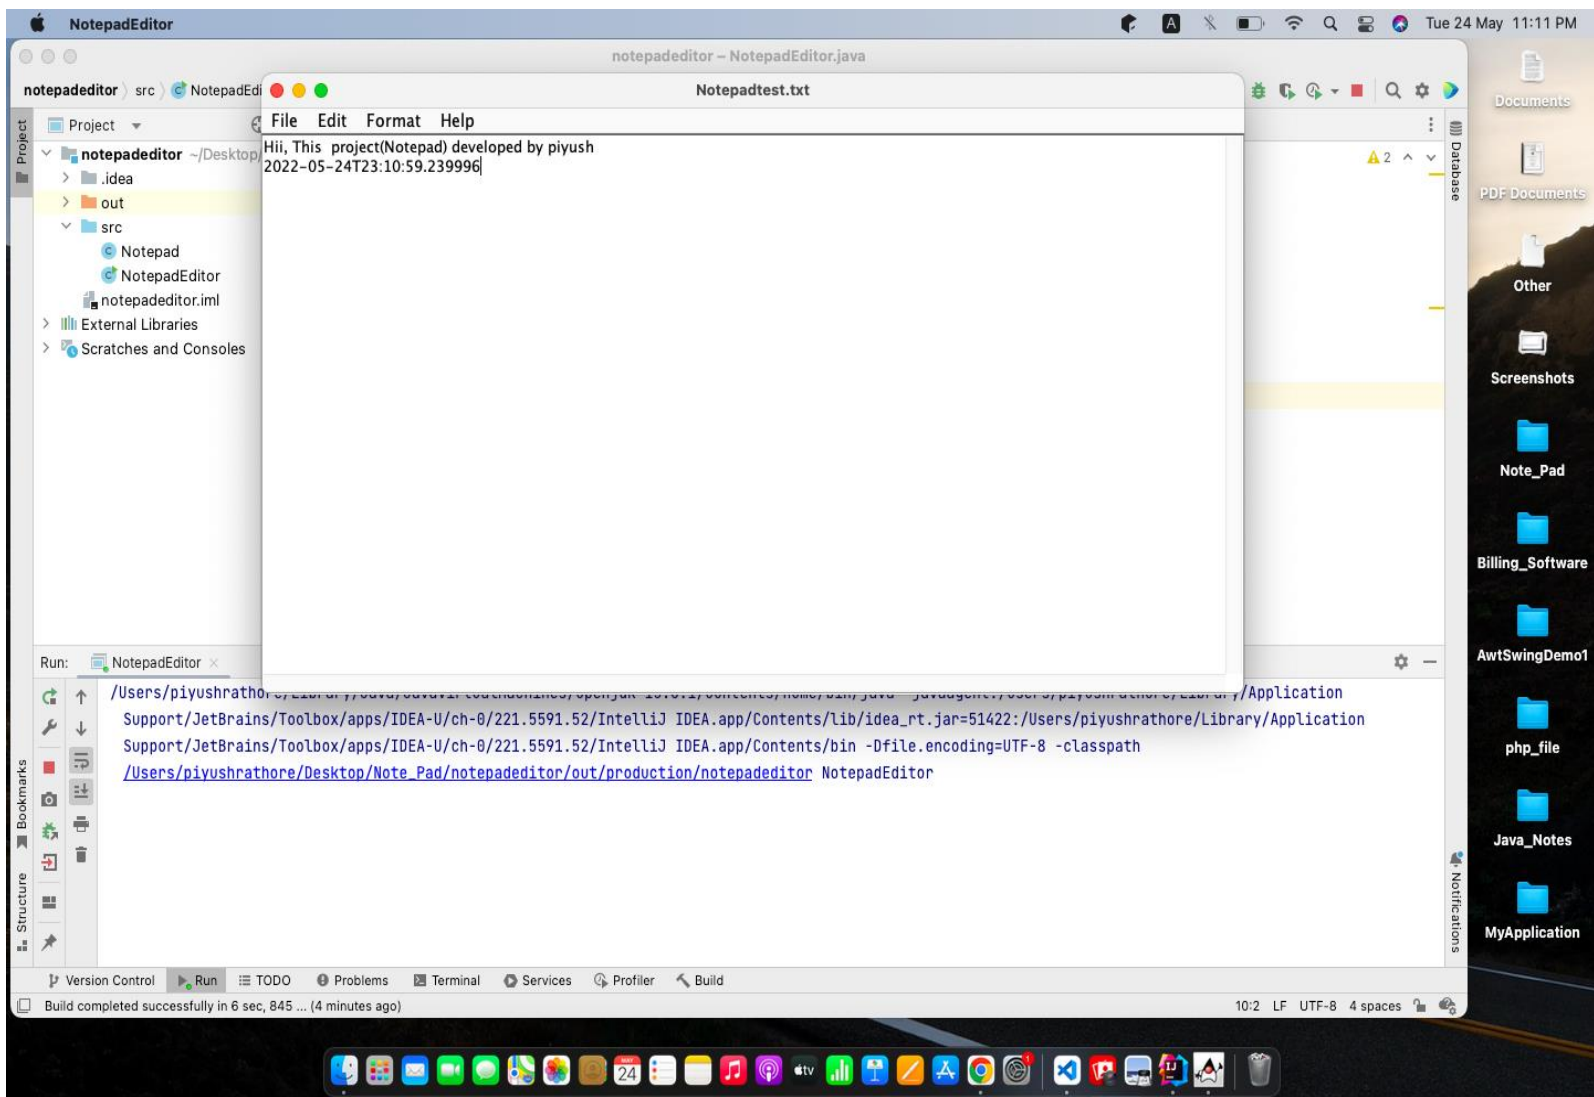 NotepadEditor
A
Tue 24 May 11:11 PM
notepadeditor – NotepadEditor.java
notepadeditor src NotepadEdi
Notepadtest.txt
File Edit Format Help
Hii, This  project(Notepad) developed by piyush
2022-05-24T23:10:59.239996
Project
Project
notepadeditor ~/Desktop/
.idea
out
src
Notepad
NotepadEditor
notepadeditor.iml
External Libraries
Scratches and Consoles
2
Database
Documents
PDF Documents
Other
Screenshots
Note_Pad
Billing_Software
AwtSwingDemo1
php_file
Java_Notes
MyApplication
Run: NotepadEditor
/Application
Support/JetBrains/Toolbox/apps/IDEA-U/ch-0/221.5591.52/IntelliJ IDEA.app/Contents/lib/idea_rt.jar=51422:/Users/piyushrathore/Library/Application
Support/JetBrains/Toolbox/apps/IDEA-U/ch-0/221.5591.52/IntelliJ IDEA.app/Contents/bin -Dfile.encoding=UTF-8 -classpath
/Users/piyushrathore/Desktop/Note_Pad/notepadeditor/out/production/notepadeditor NotepadEditor
Bookmarks
Structure
Notifications
Version Control Run TODO Problems Terminal Services Profiler Build
Build completed successfully in 6 sec, 845 ... (4 minutes ago)
10:2 LF UTF-8 4 spaces
MAY
24
tv
1
IJ